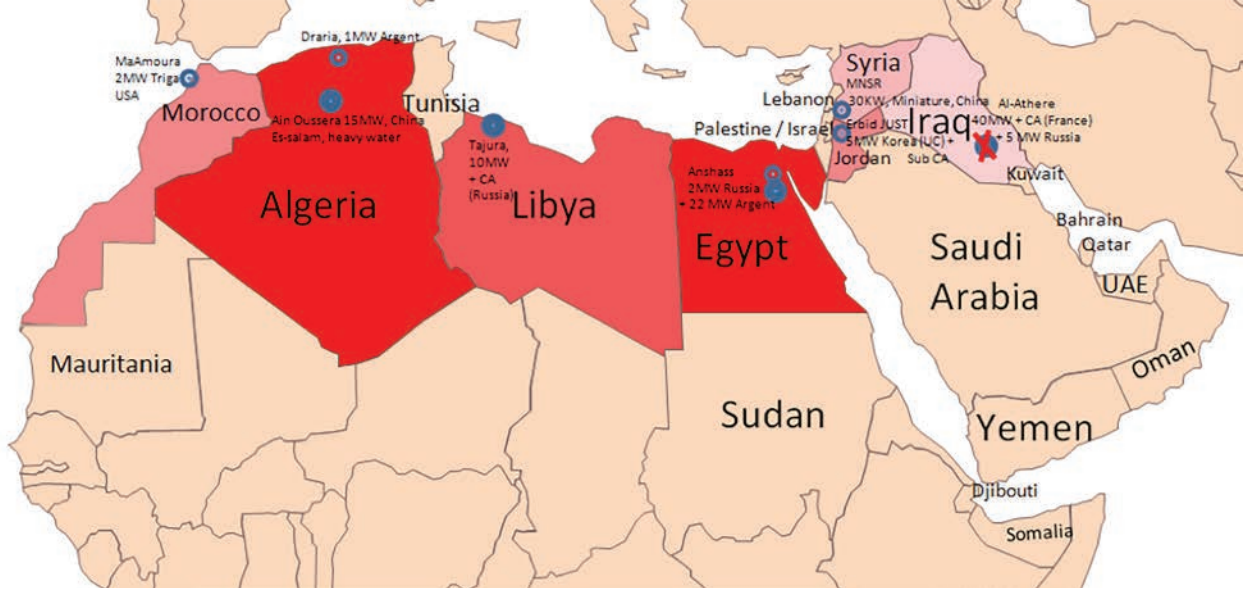 Draria, 1MW Argent.
MaAmoura
2MW Triga
USA
Morocco
Ain Oussera 15MW, China
Es-salam, heavy water
Algeria
Tunisia
Tajura,
10MW
+ CA
(Russia)
Libya
Anshass
2MW Russia
+ 22 MW Argent
Egypt
Syria
MNSR
30KW, Miniature, China
Lebanon
Palestine / Israel
Erbid JUST
5MW Korea (UC) +
Sub CA
Jordan
Iraq
Al-Athere
40MW + CA (France)
+ 5 MW Russia
Kuwait
Bahrain
Qatar
Saudi
Arabia
UAE
Oman
Yemen
Mauritania
Sudan
Djibouti
Somalia